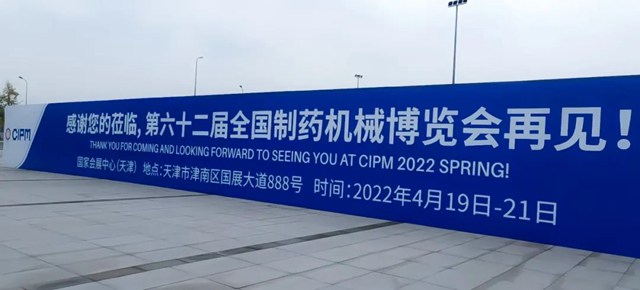 CIPM
感谢您的莅临,第六十二届全国制药机械博览会再见!
THANK YOU FOR COMING AND LOOKING FORWARD TO SEEING YOU AT CIPM 2022 SPRING!
国家会展中心(天津) 地点:天津市津南区国展大道888号 时间:2022年4月19日-21日